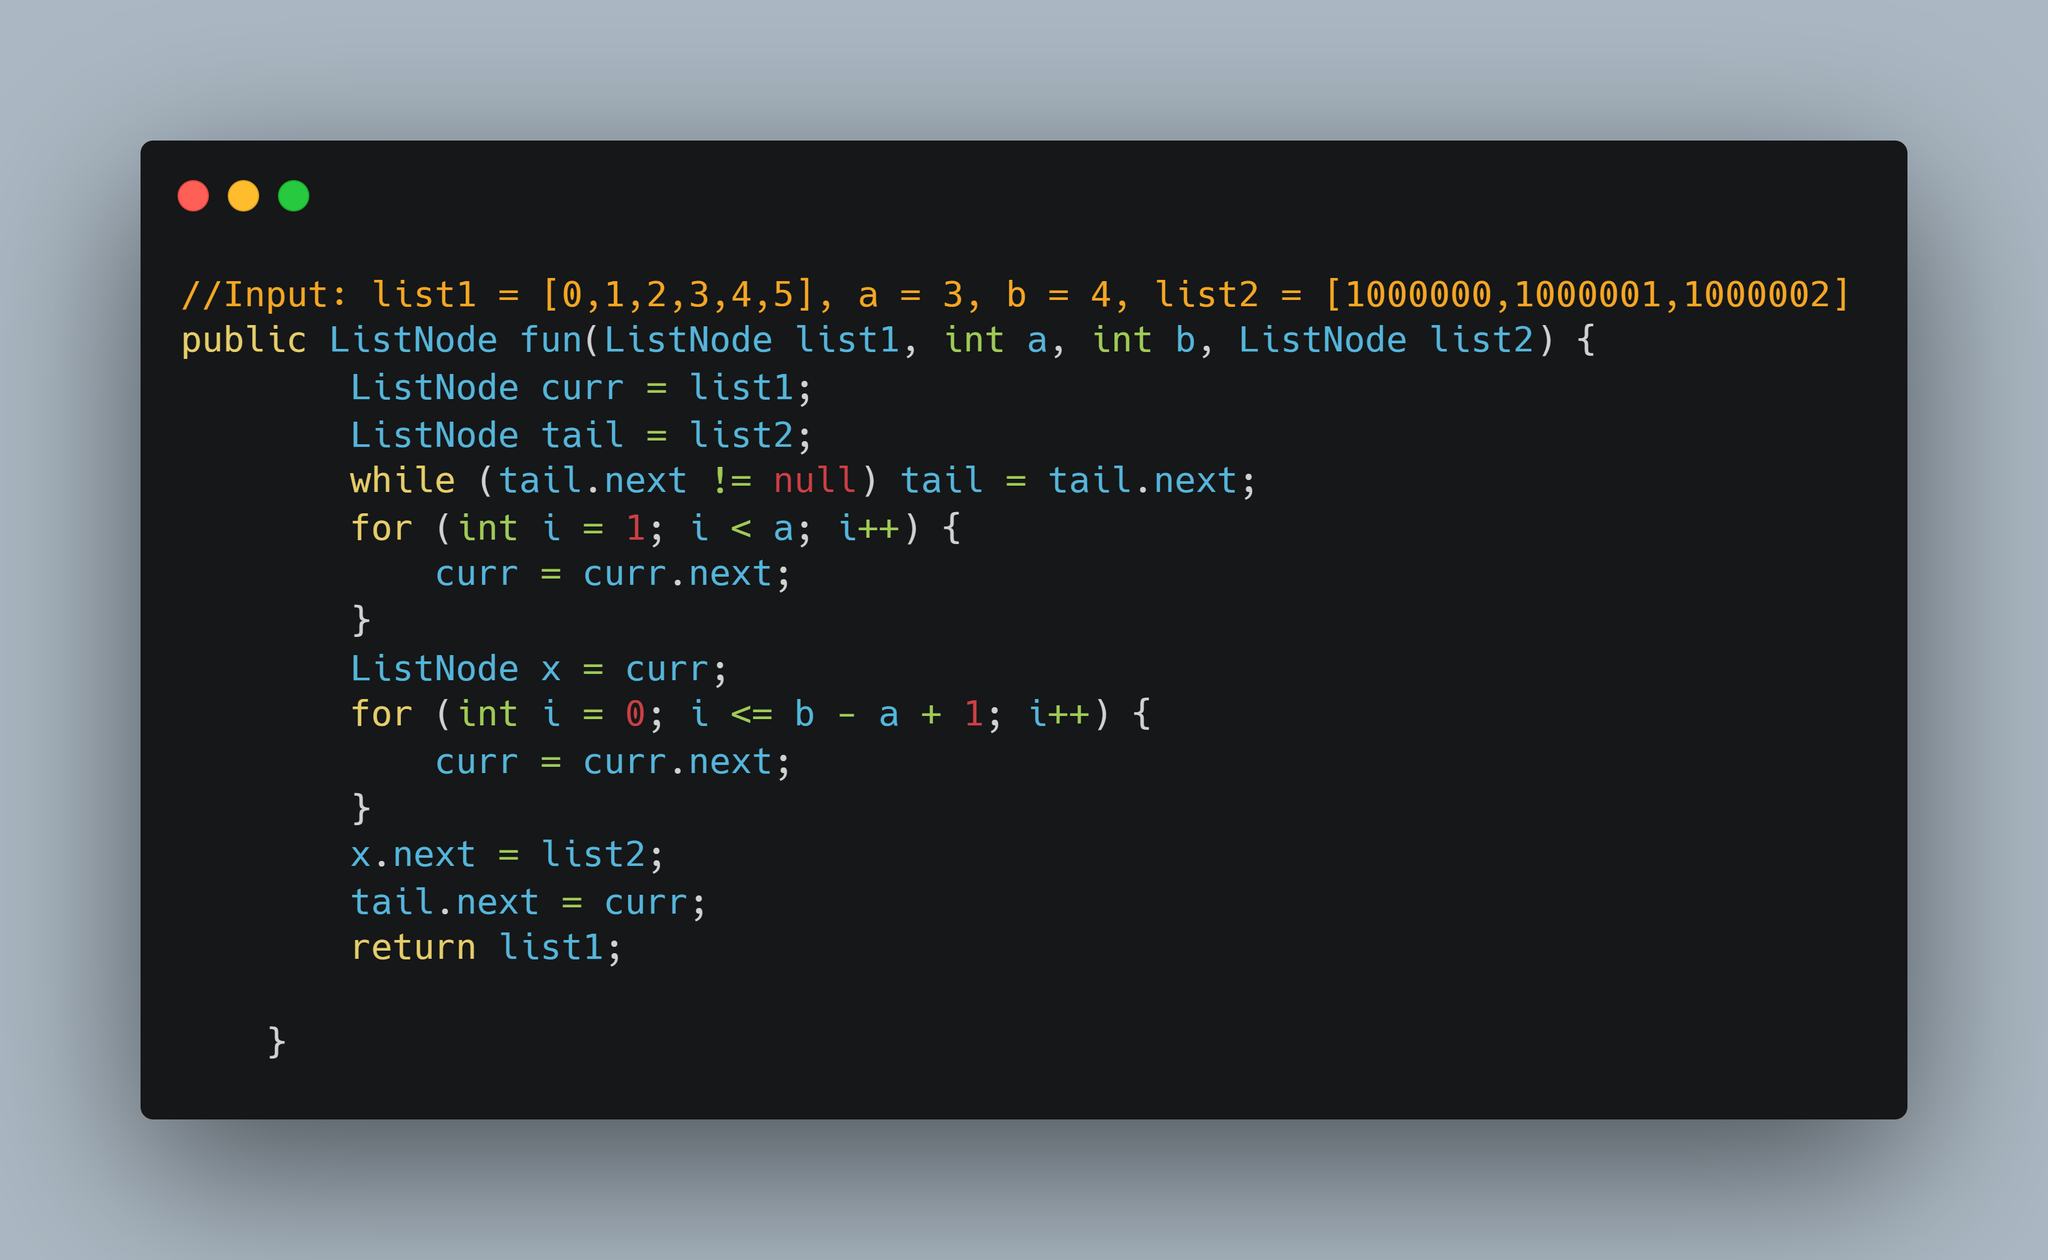 //Input: list1 = [0,1,2,3,4,5], a = 3, b = 4, list2 = [1000000,1000001,1000002]
public ListNode fun(ListNode list1, int a, int b, ListNode list2) {
        ListNode curr = list1;
        ListNode tail = list2;
        while (tail.next != null) tail = tail.next;
        for (int i = 1; i < a; i++) {
            curr = curr.next;
        }
        ListNode x = curr;
        for (int i = 0; i <= b - a + 1; i++) {
            curr = curr.next;
        }
        x.next = list2;
        tail.next = curr;
        return list1;
    }